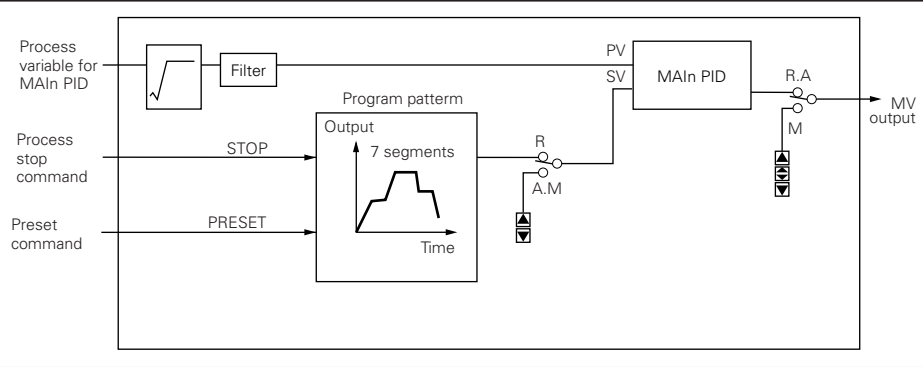 Process
variable for
MAIn PID
Filter
PV
SV
MAIn PID
R.A
M
MV
output
Program patterm
Output
7 segments
Time
Process
stop
command
STOP
R
A.M
Preset
command
PRESET